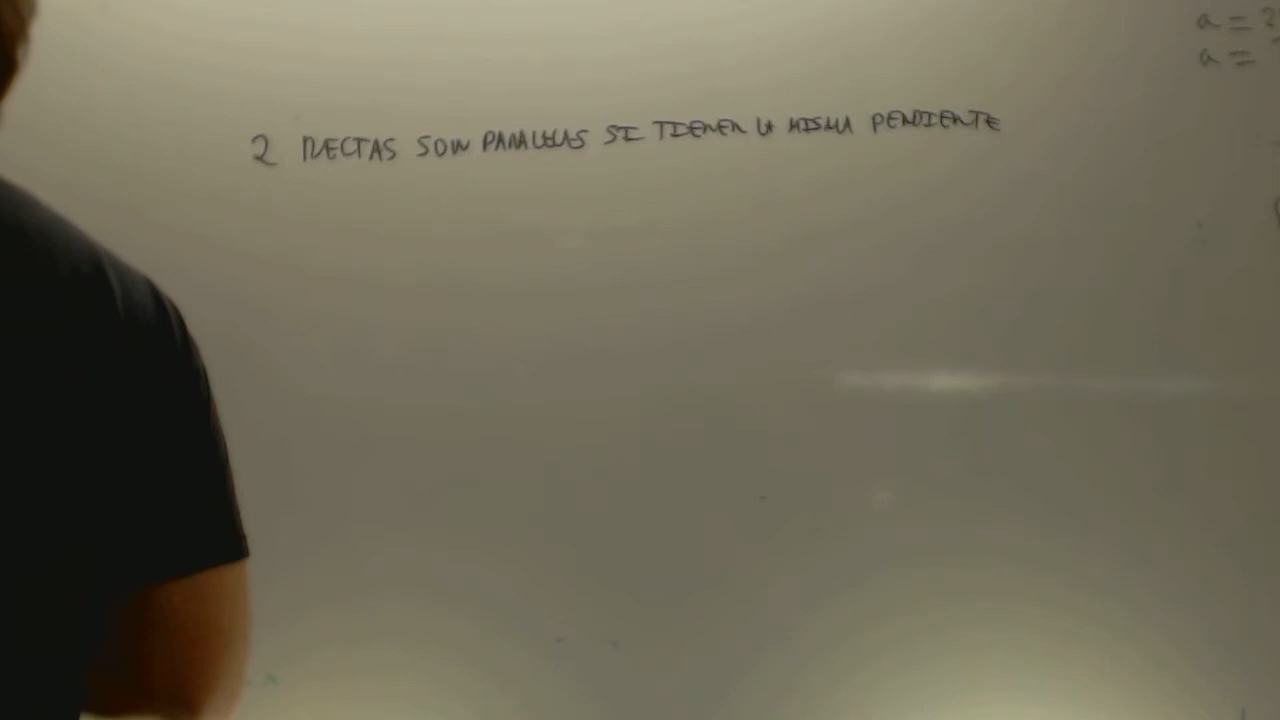 2 RECTAS SON PARALELAS SI TIENEN LA MISMA PENDIENTE
a =
a =